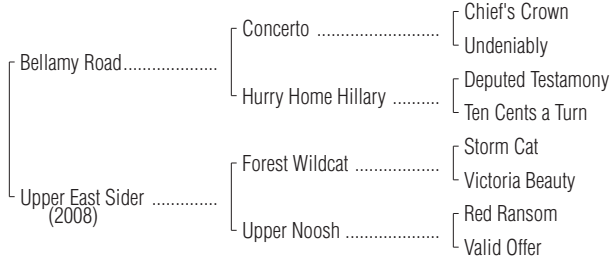 Chief's Crown
Concerto ........................................
Undeniably
Bellamy Road.....................
Deputed Testamony
Hurry Home Hillary ...............
Ten Cents a Turn
Storm Cat
Forest Wildcat ...........................
Victoria Beauty
Upper East Sider ...............
(2008)
Red Ransom
Upper Noosh ..............................
Valid Offer